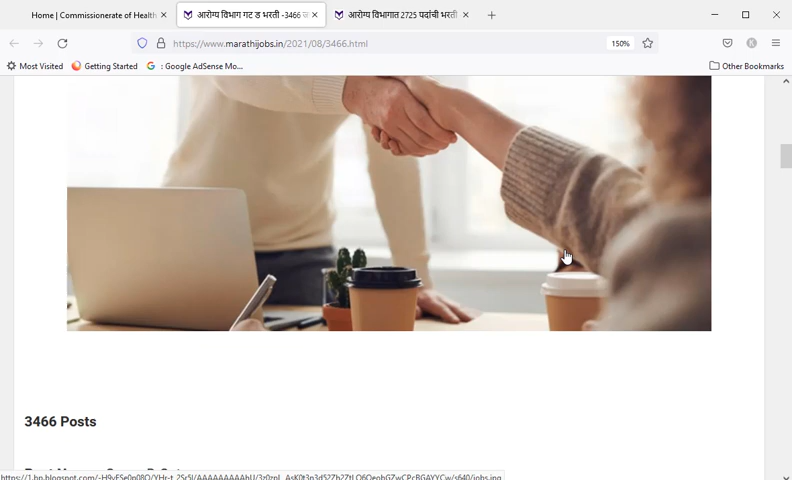 Home | Commissionerate of Health
आरोग्य विभाग गट ड भरती -3466 ज
आरोग्य विभागात 2725 पदांची भरती
https://www.marathijobs.in/2021/08/3466.html
150%
Most Visited
Getting Started
: Google AdSense Mo...
Other Bookmarks
3466 Posts